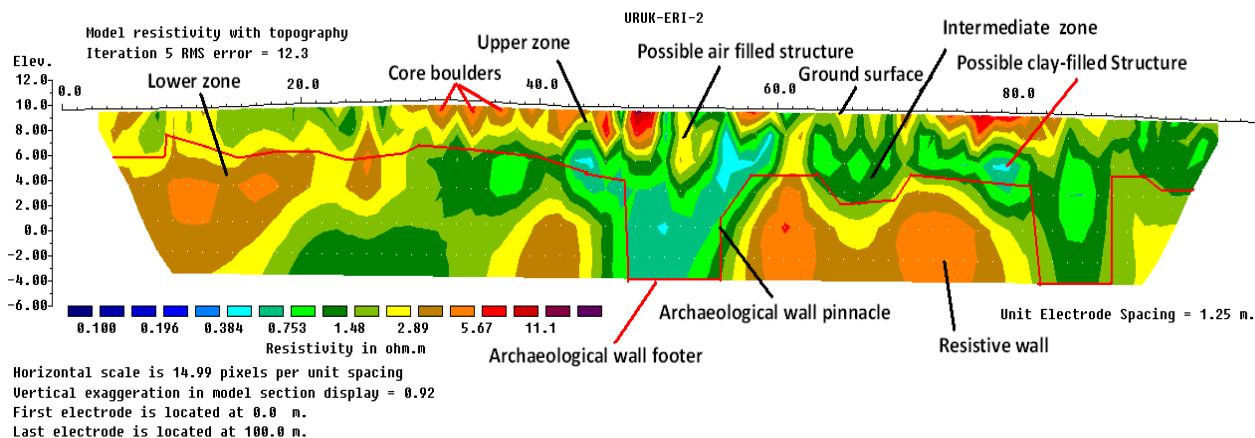 URUK-ERI-2
Model resistivity with topography
Iteration 5 RMS error = 12.3
Intermediate zone
Upper zone
Possible air filled structure
Elev.
Lower zone
Core boulders
Ground surface
Possible clay-filled Structure
12.0
0.0
20.0
40.0
60.0
80.0
10.0
8.00
6.00
4.00
2.00
0.0
-2.00
-4.00
-6.00
Archaeological wall pinnacle
Unit Electrode Spacing = 1.25 m.
0.100 0.196 0.384 0.753 1.48 2.89 5.67 11.1
Resistivity in ohm.m
Archaeological wall footer
Resistive wall
Horizontal scale is 14.99 pixels per unit spacing
Vertical exaggeration in model section display = 0.92
First electrode is located at 0.0 m.
Last electrode is located at 100.0 m.